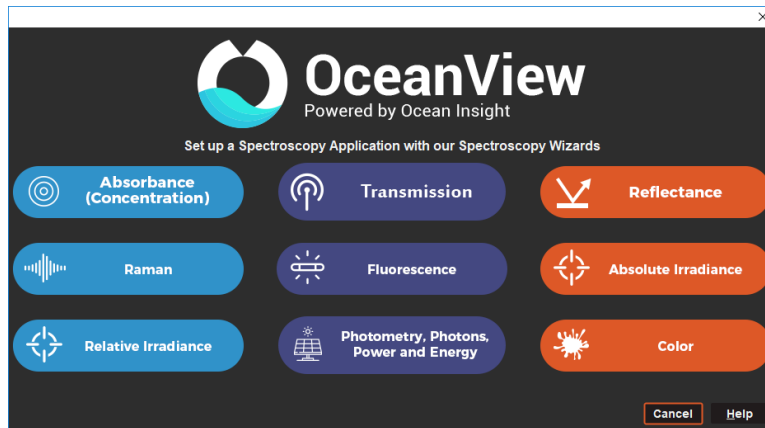 OceanView
Powered by Ocean Insight
Set up a Spectroscopy Application with our Spectroscopy Wizards
Absorbance
(Concentration)
Transmission
Reflectance
Raman
Fluorescence
Absolute Irradiance
Relative Irradiance
Photometry, Photons,
Power and Energy
Color
Cancel
Help